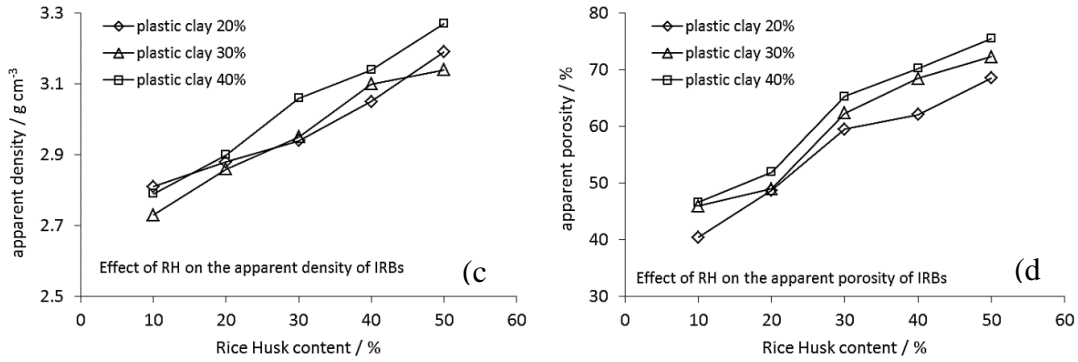 3.3
3.1
2.9
2.7
2.5
apparent density / g cm-3
plastic clay 20%
plastic clay 30%
plastic clay 40%
Effect of RH on the apparent density of IRBs
(c
0 10 20 30 40 50 60
Rice Husk content / %
80
70
60
50
40
30
apparent porosity / %
plastic clay 20%
plastic clay 30%
plastic clay 40%
Effect of RH on the apparent porosity of IRBs
(d
0 10 20 30 40 50 60
Rice Husk content / %